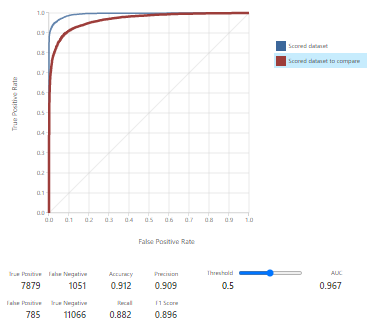 1.0
0.9
0.8
0.7
0.6
0.5
0.4
0.3
0.2
0.1
0.0
True Positive Rate
0.0 0.1 0.2 0.3 0.4 0.5 0.6 0.7 0.8 0.9 1.0
False Positive Rate
Scored dataset
Scored dataset to compare
True Positive False Negative Accuracy Precision Threshold AUC
7879 1051 0.912 0.909 0.5 0.967
False Positive True Negative Recall F1 Score
785 11066 0.882 0.896